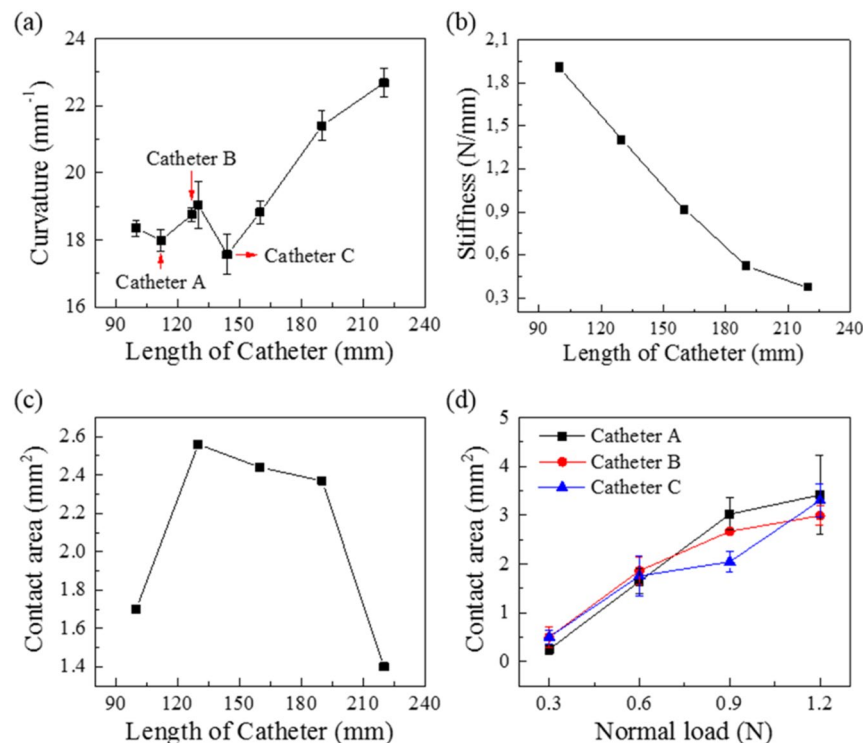 (a)
24
22
20
18
16
Curvature (mm⁻¹)
Catheter B
Catheter A
Catheter C
90 120 150 180 210 240
Length of Catheter (mm)
(b)
2,1
1,8
1,5
1,2
0,9
0,6
0,3
Stiffness (N/mm)
90 120 150 180 210 240
Length of Catheter (mm)
(c)
2.6
2.4
2.2
2.0
1.8
1.6
1.4
Contact area (mm²)
90 120 150 180 210 240
Length of Catheter (mm)
(d)
5
4
3
2
1
0
Contact area (mm²)
Catheter A
Catheter B
Catheter C
0.3 0.6 0.9 1.2
Normal load (N)